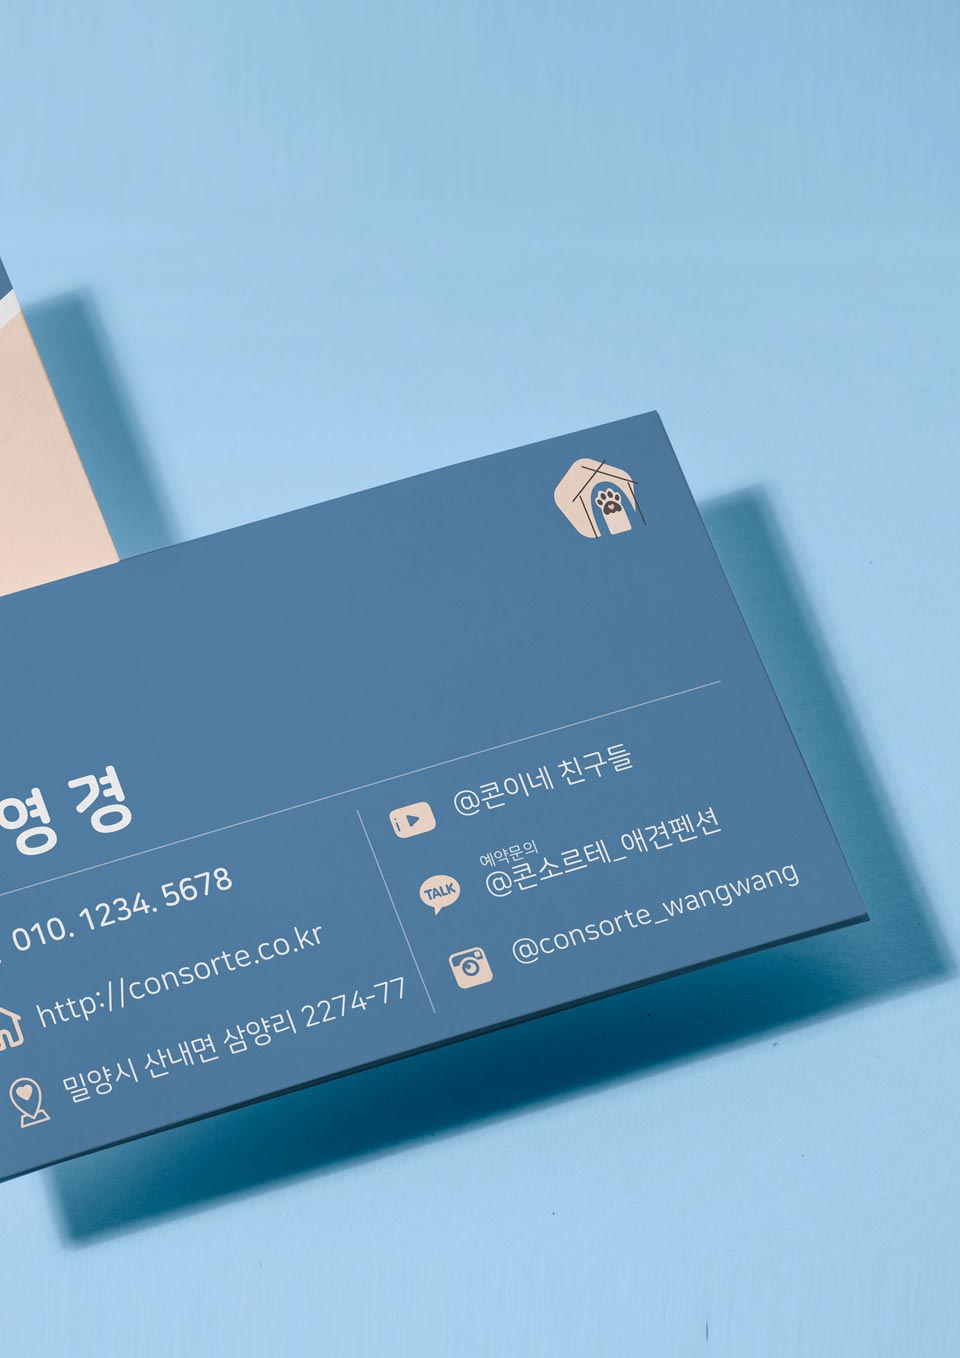 영 경
010. 1234. 5678
http://consorte.co.kr
밀양시 산내면 삼양리 2274-77
@콘이네 친구들
예약문의
TALK @콘소르테_애견펜션
@consorte_wangwang